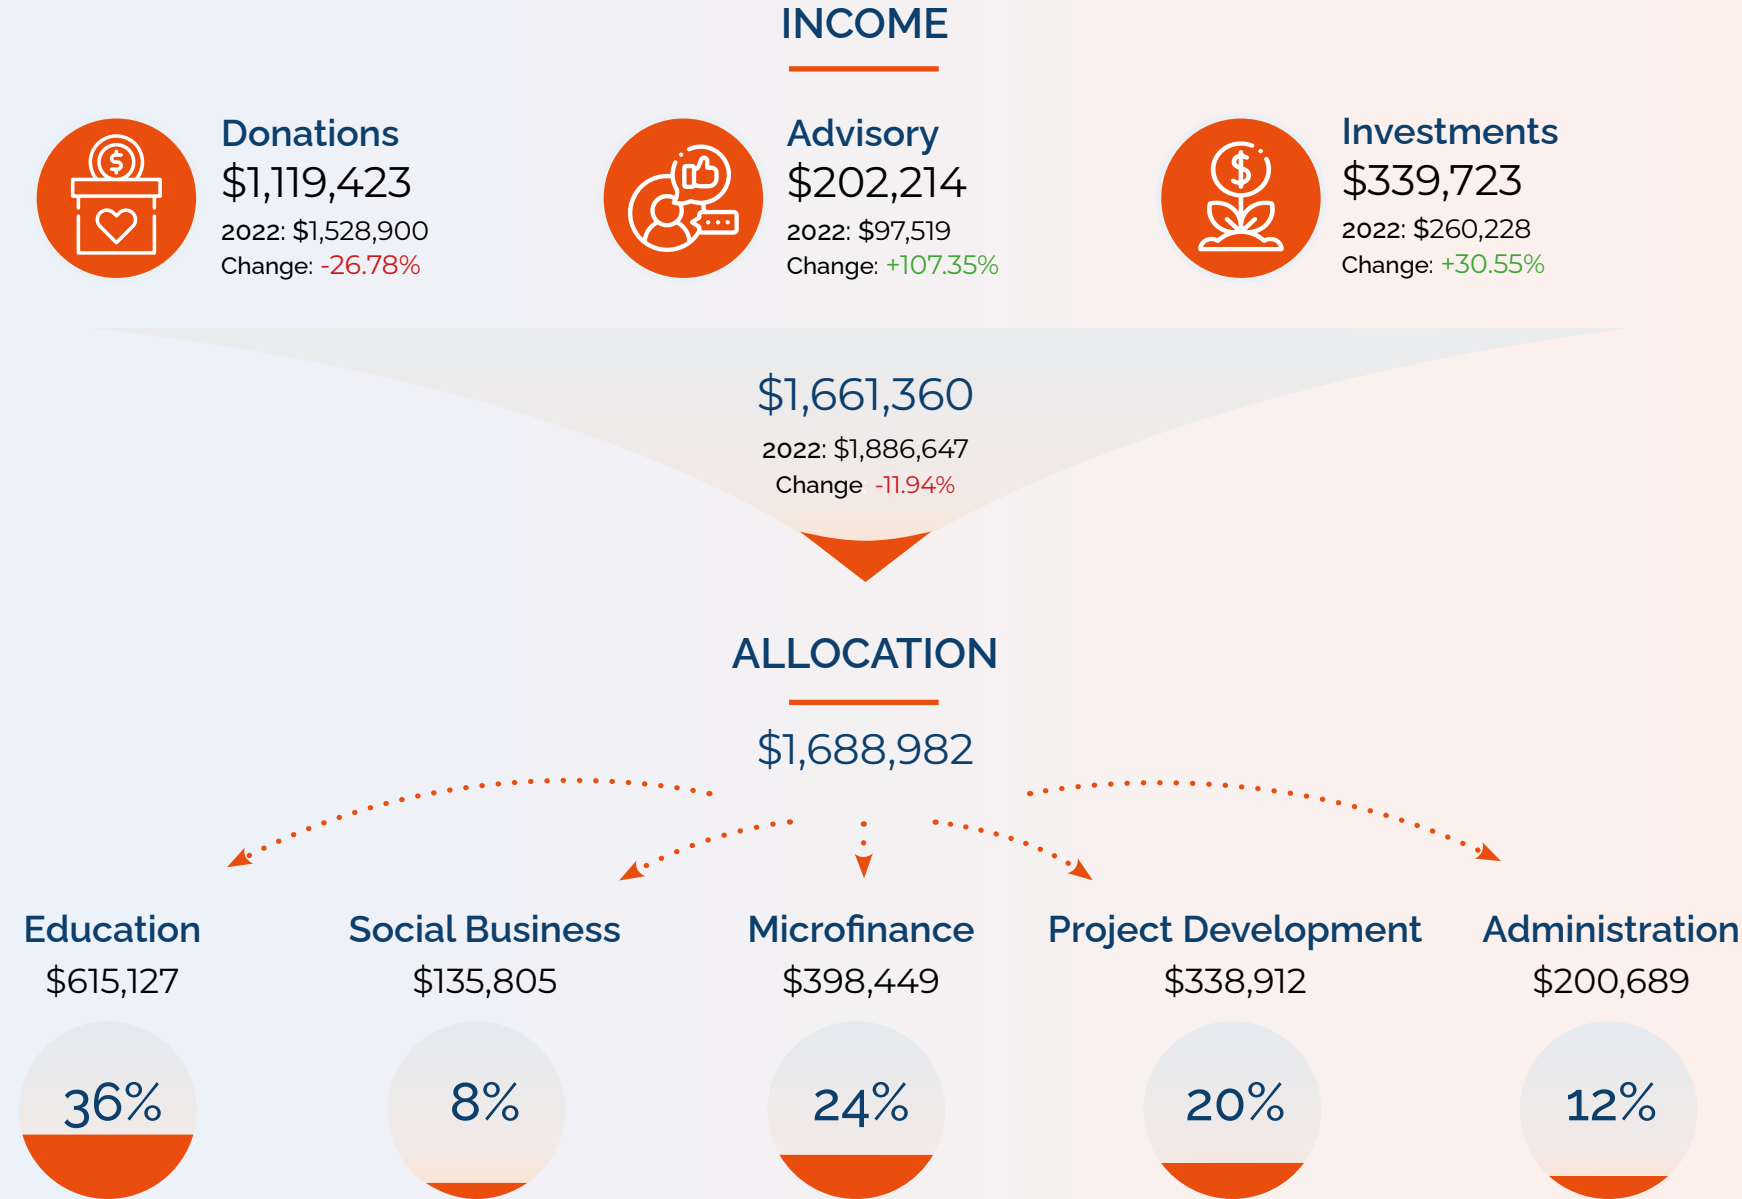 INCOME
Donations
$1,119,423
2022: $1,528,900
Change: -26.78%
Advisory
$202,214
2022: $97,519
Change: +107.35%
Investments
$339,723
2022: $260,228
Change: +30.55%
$1,661,360
2022: $1,886,647
Change -11.94%
ALLOCATION
$1,688,982
Education
$615,127
36%
Social Business
$135,805
8%
Microfinance
$398,449
24%
Project Development
$338,912
20%
Administration
$200,689
12%